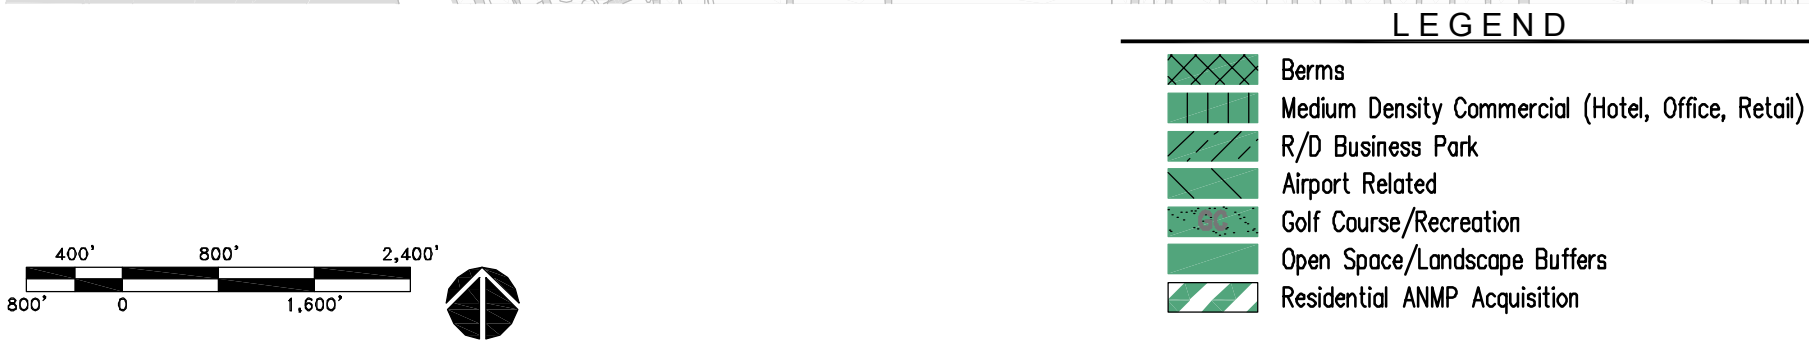 LEGEND
Berms
Medium Density Commercial (Hotel, Office, Retail)
R/D Business Park
Airport Related
GC Golf Course/Recreation
Open Space/Landscape Buffers
Residential ANMP Acquisition
400' 800' 2,400'
800' 0 1,600'